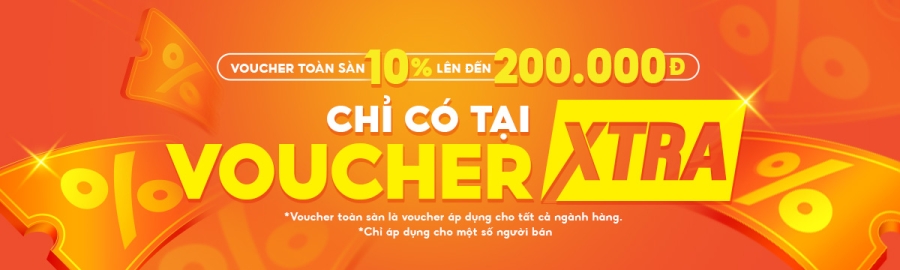 VOUCHER TOÀN SÀN 10% LÊN ĐẾN 200.000Đ
CHỈ CÓ TẠI
VOUCHER XTRA
*Voucher toàn sàn là voucher áp dụng cho tất cả ngành hàng.
*Chỉ áp dụng cho một số người bán